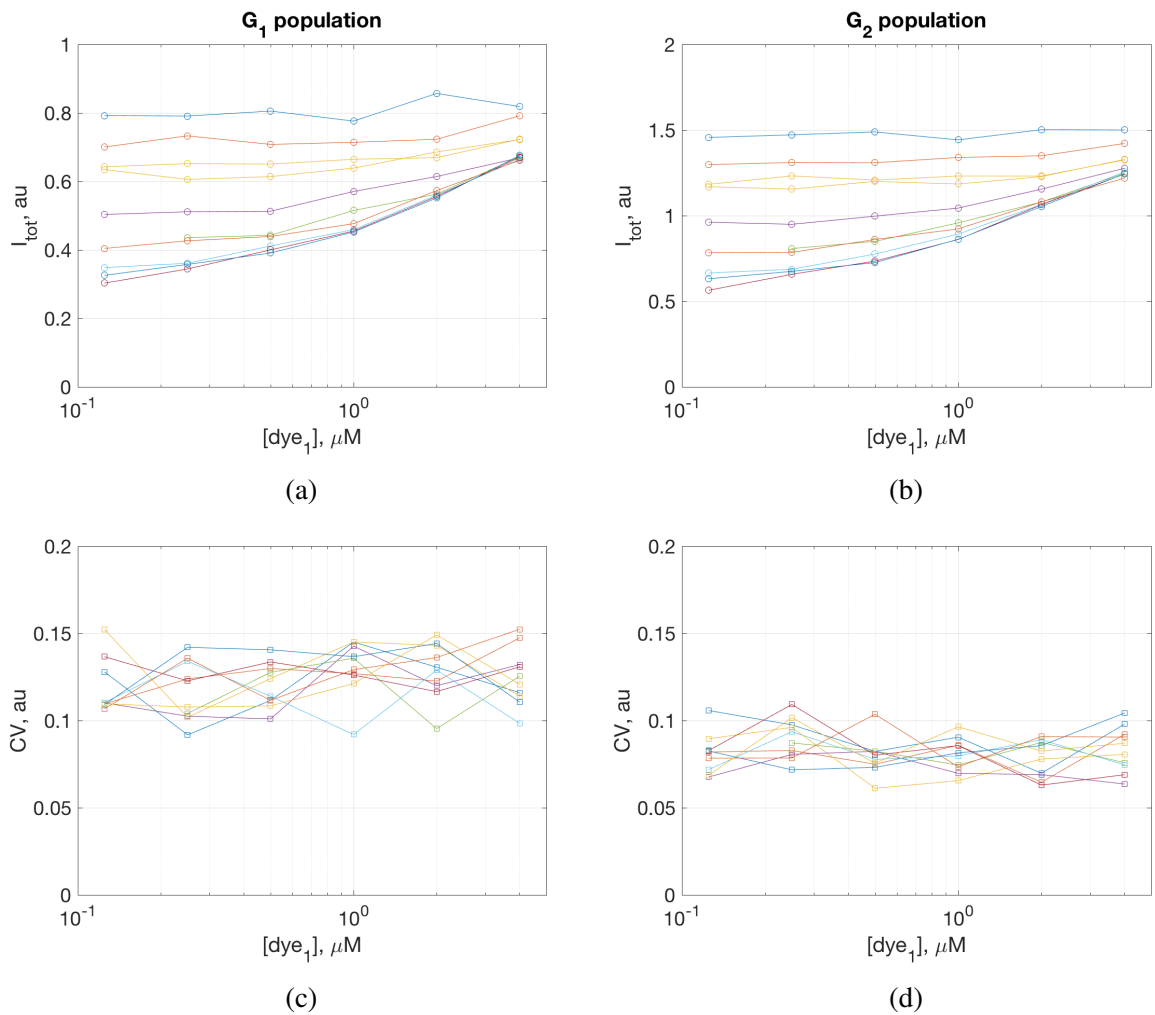 G₁ population
1
0.8
0.6
0.4
0.2
0
I_tot, au
10⁻¹
10⁰
[dye₁], μM
(a)
G₂ population
2
1.5
1
0.5
0
I_tot, au
10⁻¹
10⁰
[dye₁], μM
(b)
0.2
0.15
0.1
0.05
0
CV, au
10⁻¹
10⁰
[dye₁], μM
(c)
0.2
0.15
0.1
0.05
0
CV, au
10⁻¹
10⁰
[dye₁], μM
(d)